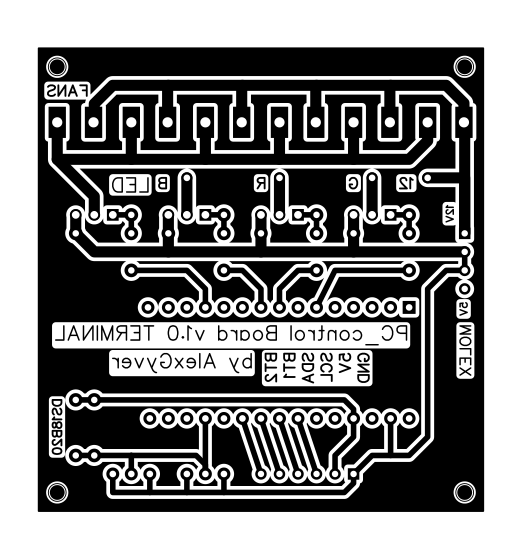 FANS
LED
B
R
G
12
12V
5V
MOLEX
PC_control Board v1.0 TERMINAL
by AlexGyver
GND
5V
SCL
SDA
BT1
BT2
DS18B20